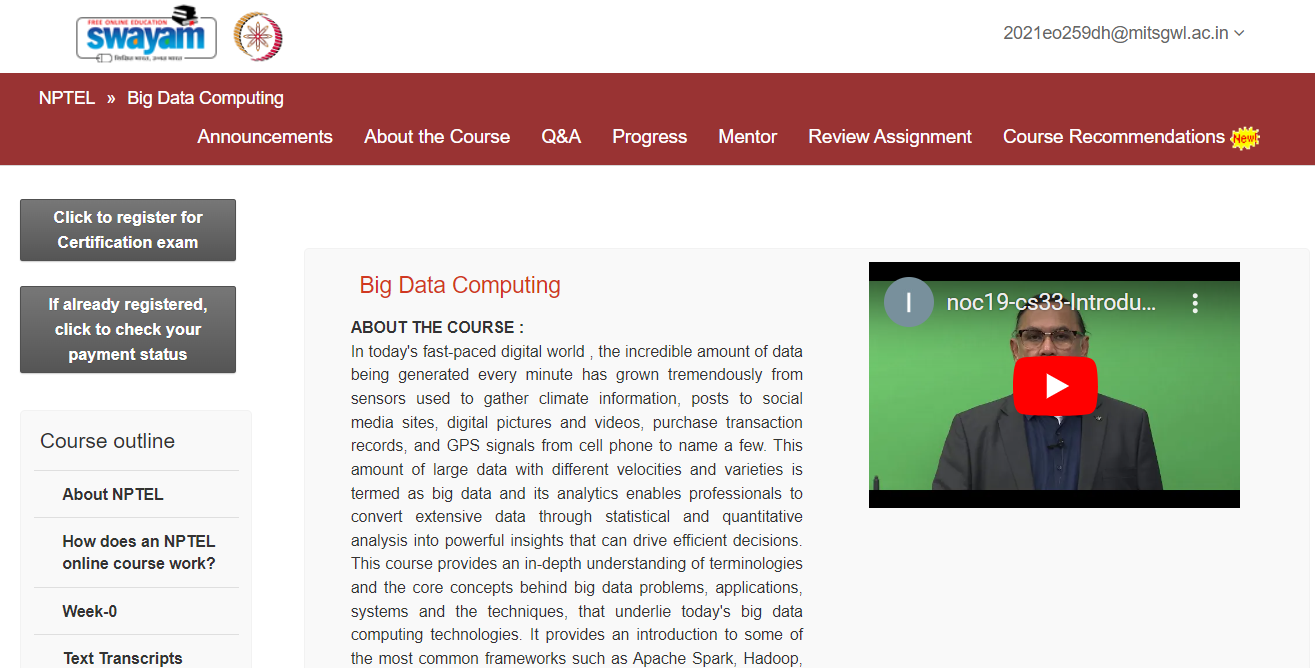 FREE ONLINE EDUCATION
swayam
शिक्षित भारत, उन्नत भारत
2021eo259dh@mitsgwl.ac.in
NPTEL » Big Data Computing
Announcements About the Course Q&A Progress Mentor Review Assignment Course Recommendations New!
Click to register for
Certification exam
If already registered,
click to check your
payment status
Course outline
About NPTEL
How does an NPTEL
online course work?
Week-0
Text Transcripts
Big Data Computing
ABOUT THE COURSE :
In today's fast-paced digital world , the incredible amount of data
being generated every minute has grown tremendously from
sensors used to gather climate information, posts to social
media sites, digital pictures and videos, purchase transaction
records, and GPS signals from cell phone to name a few. This
amount of large data with different velocities and varieties is
termed as big data and its analytics enables professionals to
convert extensive data through statistical and quantitative
analysis into powerful insights that can drive efficient decisions.
This course provides an in-depth understanding of terminologies
and the core concepts behind big data problems, applications,
systems and the techniques, that underlie today's big data
computing technologies. It provides an introduction to some of
the most common frameworks such as Apache Spark, Hadoop,
I noc19-cs33-Introdu...